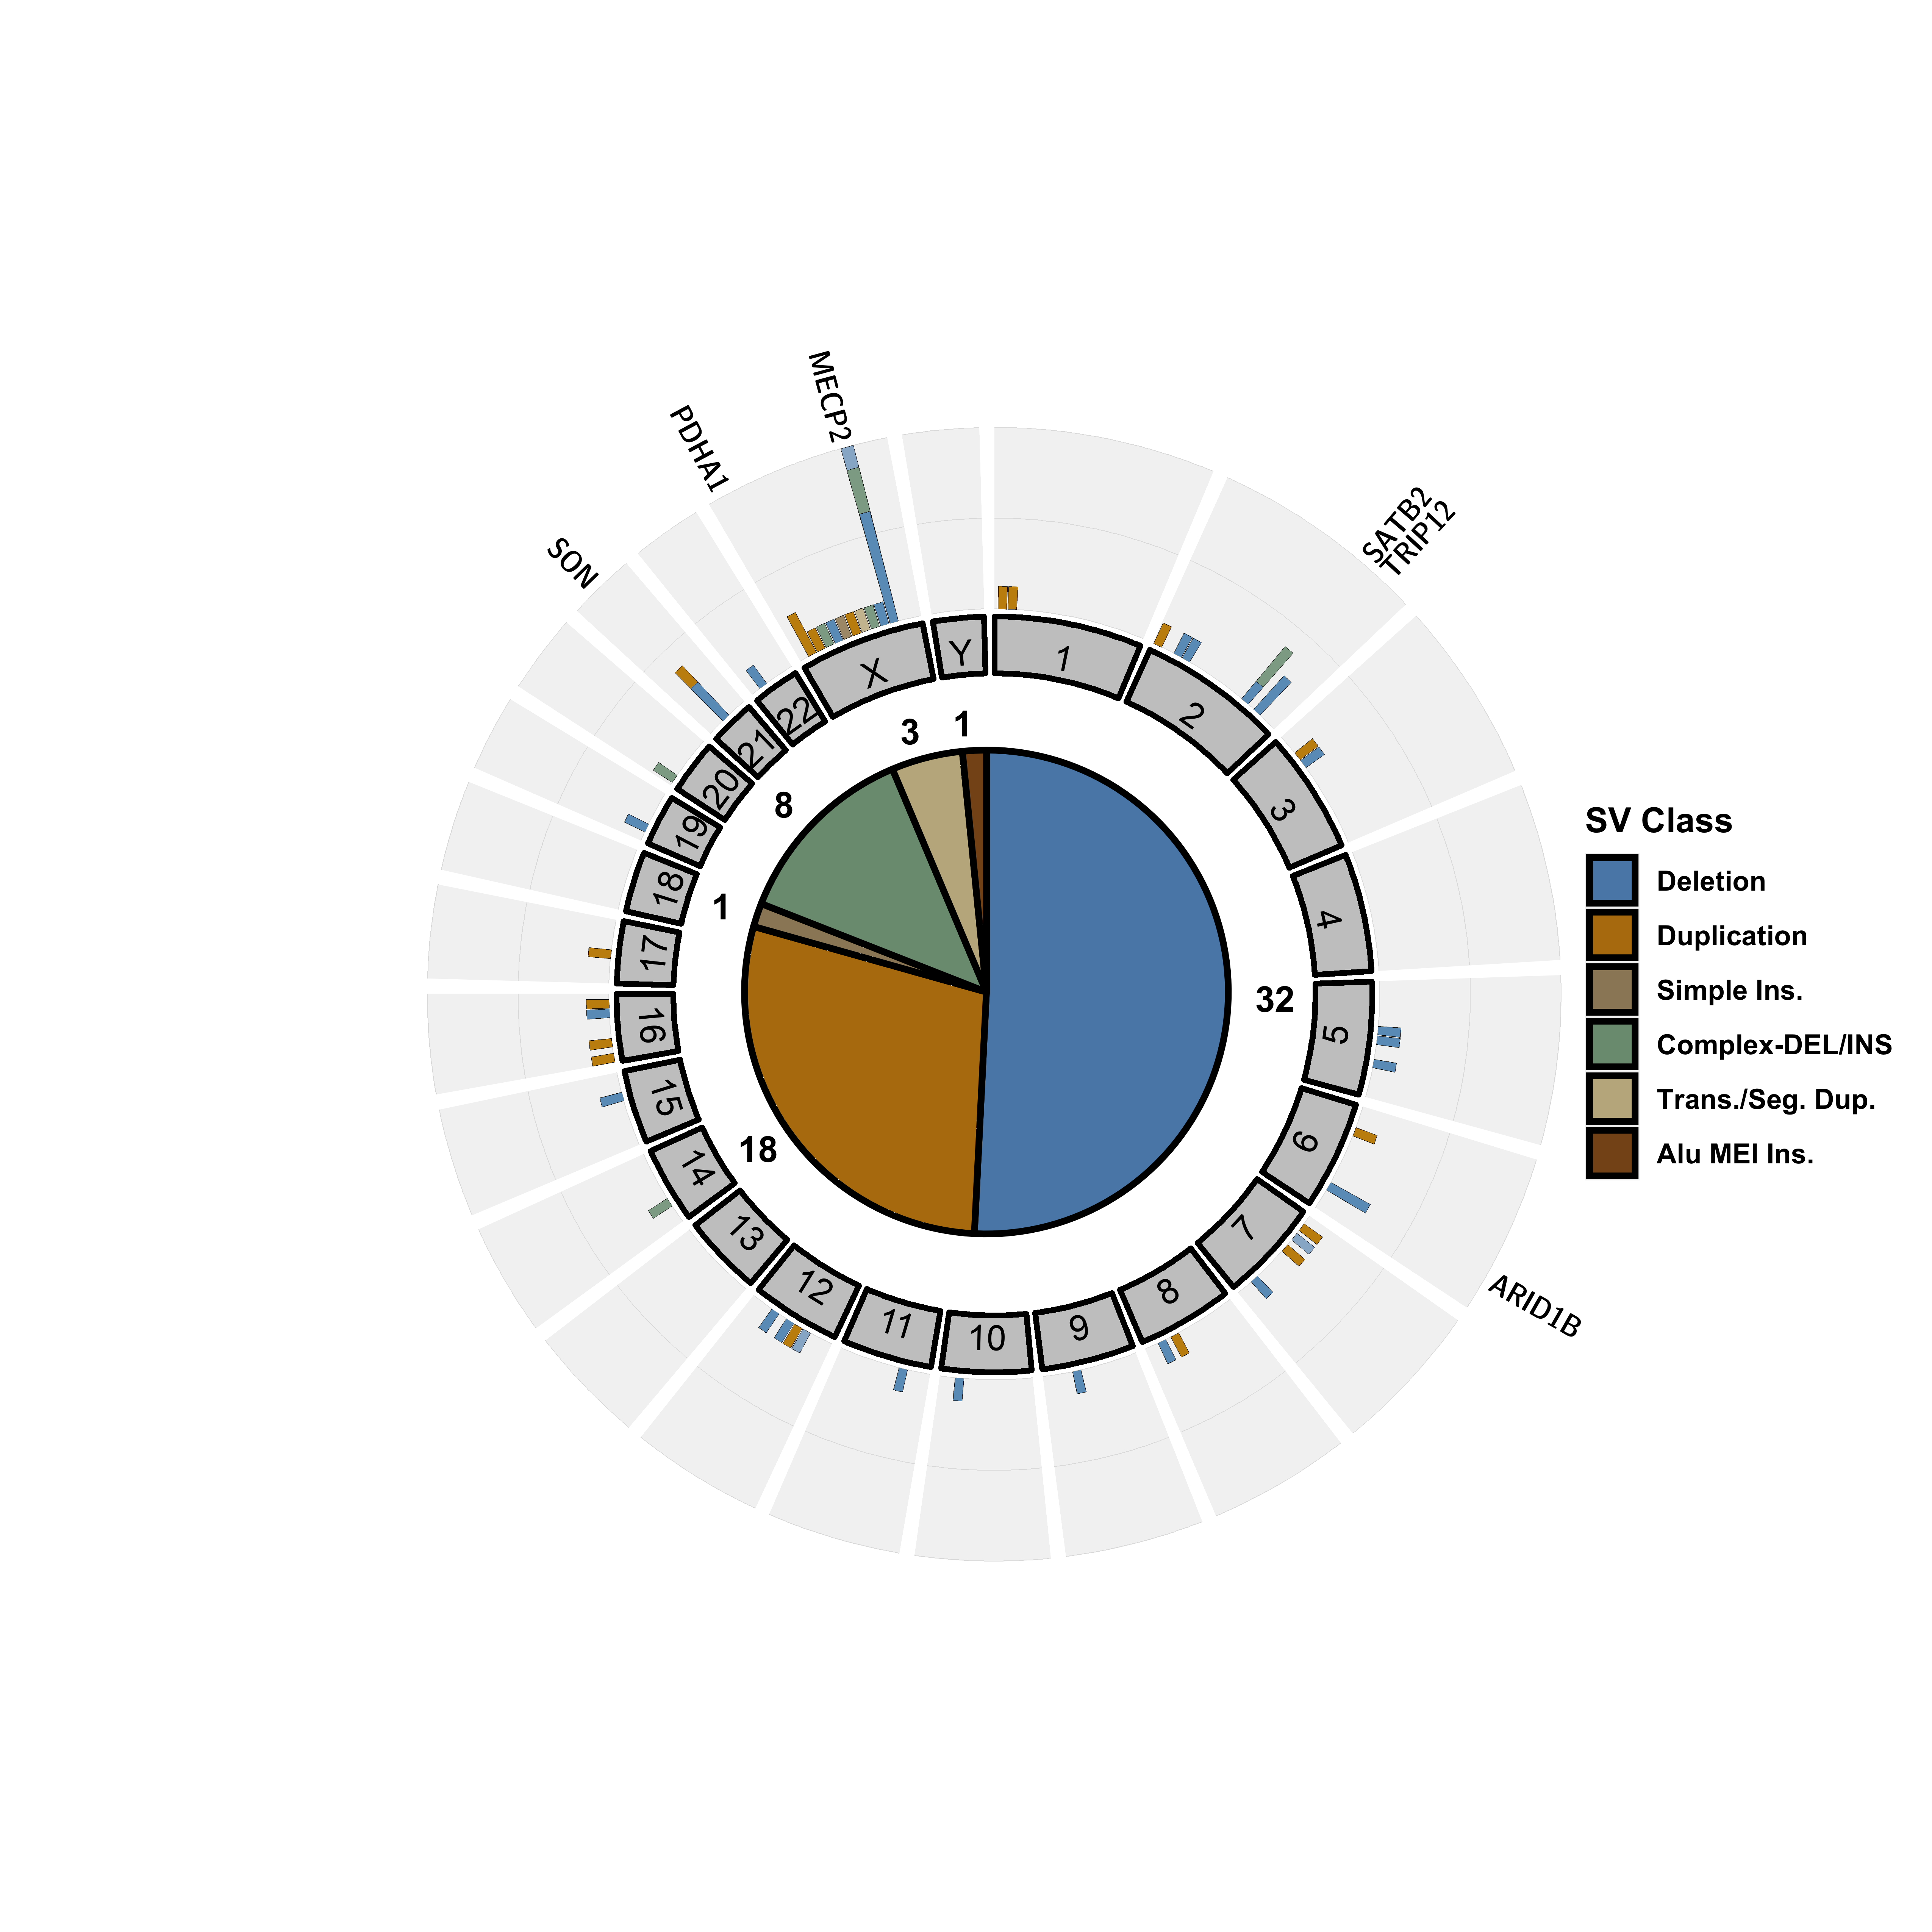 MECP2
PDHA1
SON
SATB2
TRIP12
ARID1B
1
2
3
4
5
6
7
8
9
10
11
12
13
14
15
16
17
18
19
20
21
22
X
Y
3
1
8
1
32
18
SV Class
Deletion
Duplication
Simple Ins.
Complex-DEL/INS
Trans./Seg. Dup.
Alu MEI Ins.